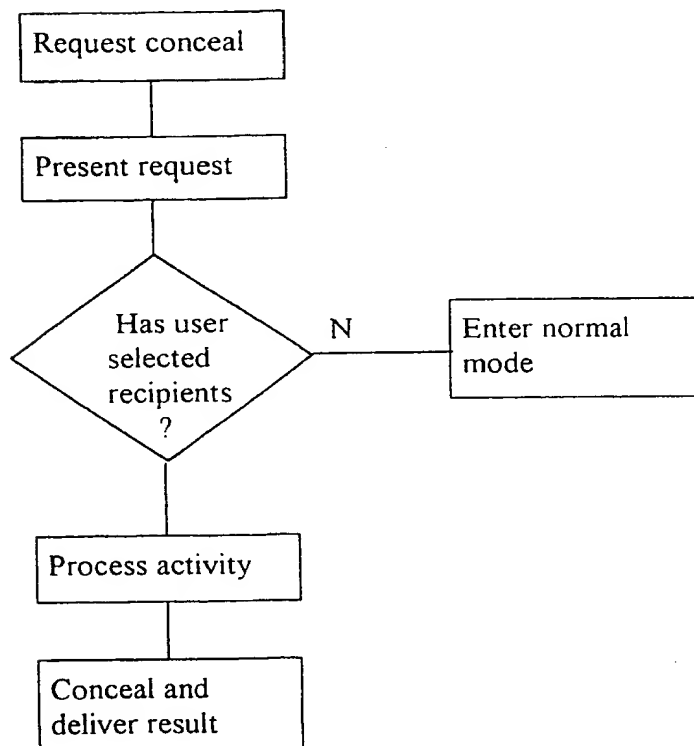 Request conceal
Present request
Has user
selected
recipients
?
N
Enter normal
mode
Process activity
Conceal and
deliver result